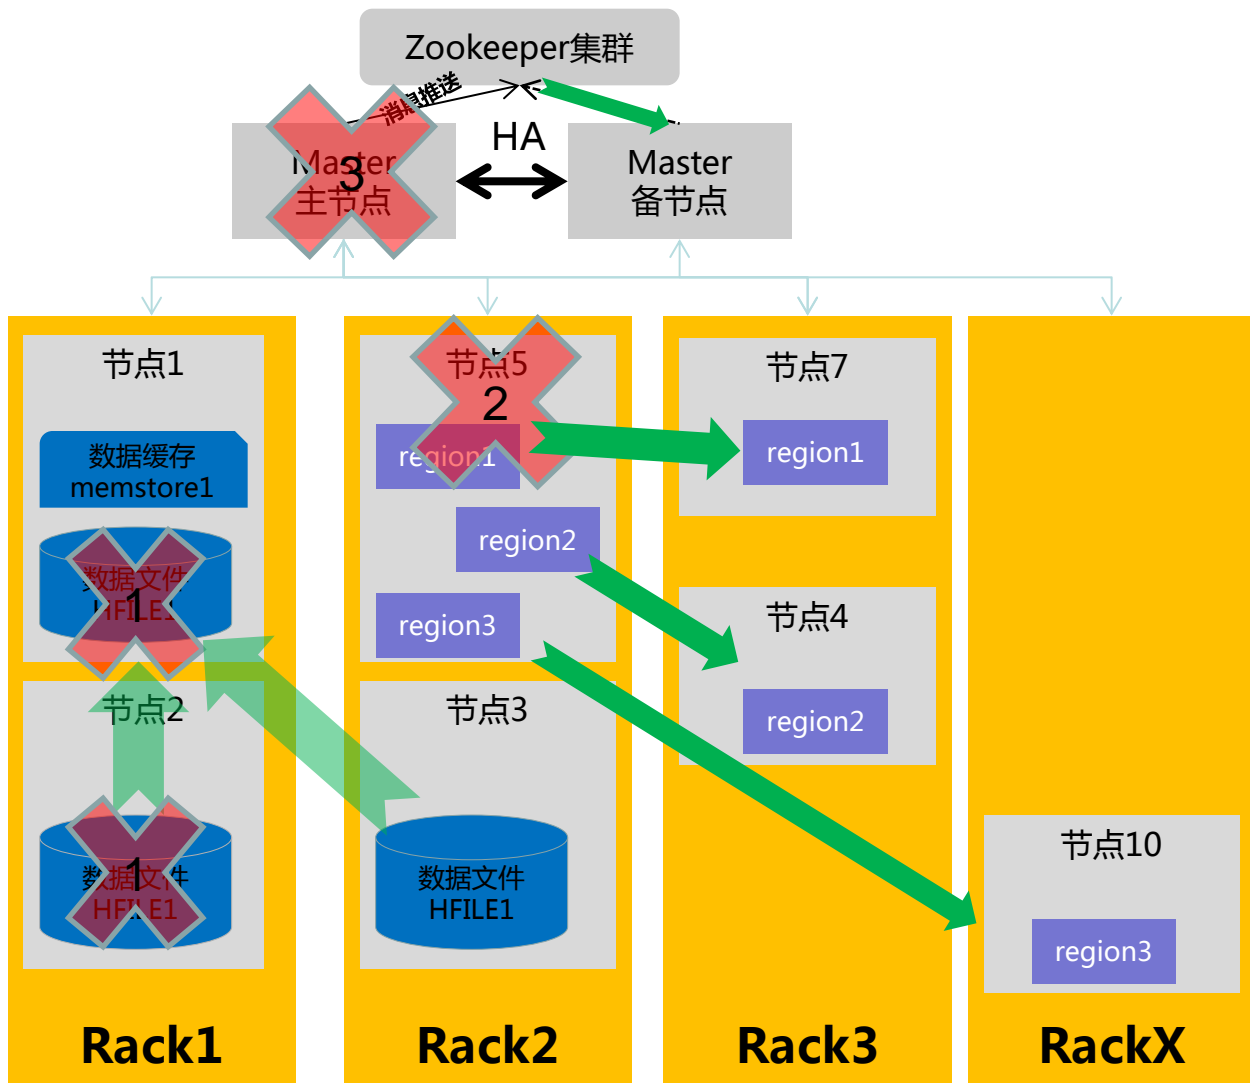 Zookeeper集群
消息推送
HA
Master
主节点
3
Master
备节点
节点1
数据缓存
memstore1
数据文件
HFILE1
1
节点2
数据文件
HFILE1
1
Rack1
节点5
2
region1
region2
region3
节点3
数据文件
HFILE1
Rack2
节点7
region1
节点4
region2
Rack3
节点10
region3
RackX